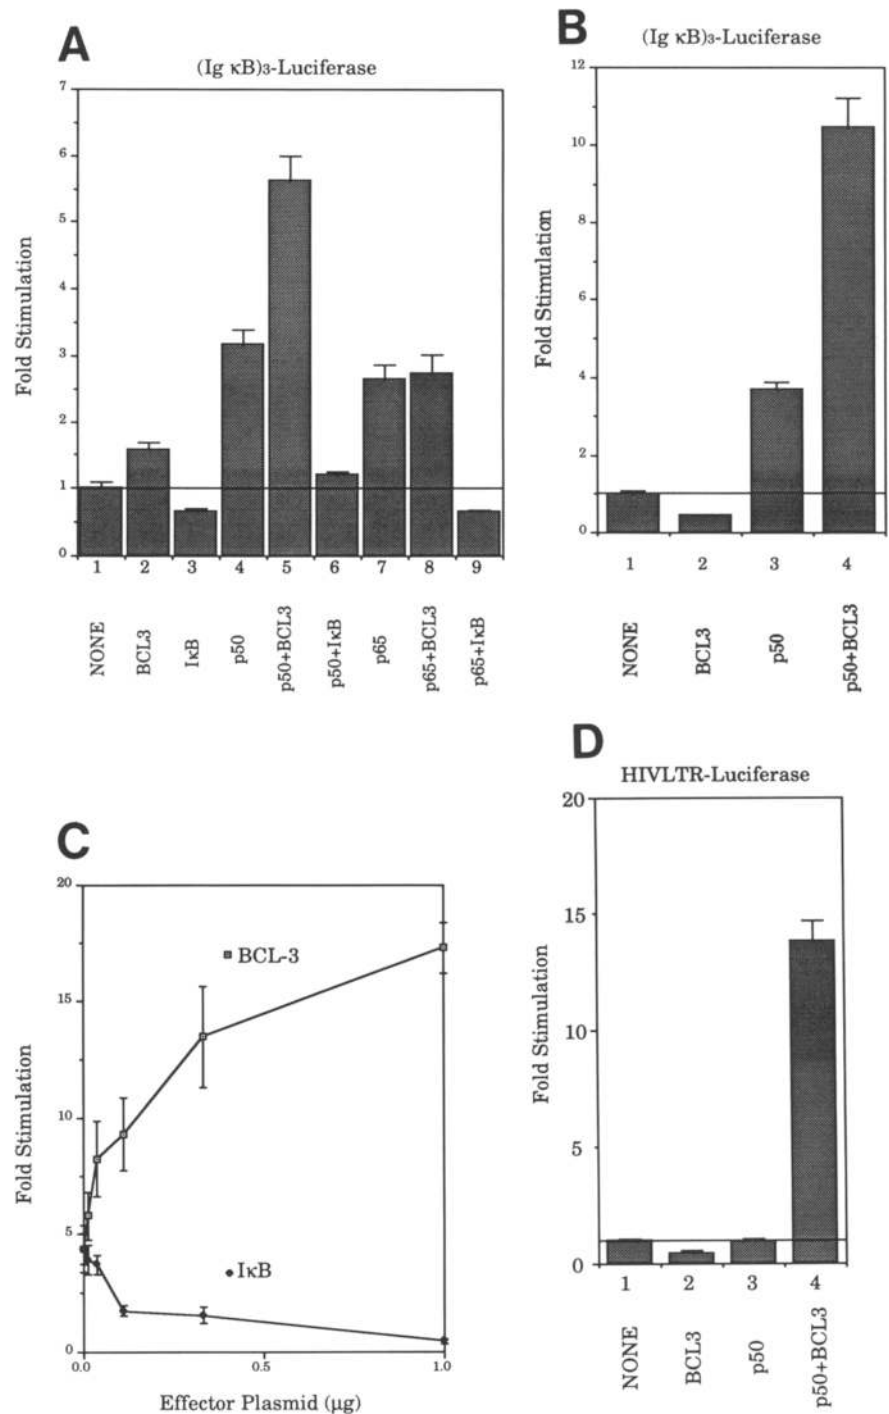 A
(Ig κB)₃-Luciferase
Fold Stimulation
7
6
5
4
3
2
1
0
1 2 3 4 5 6 7 8 9
NONE
BCL3
IκB
p50
p50+BCL3
p50+IκB
p65
p65+BCL3
p65+IκB
B
(Ig κB)₃-Luciferase
Fold Stimulation
12
10
8
6
4
2
0
1 2 3 4
NONE
BCL3
p50
p50+BCL3
C
Fold Stimulation
20
15
10
5
0
BCL-3
IκB
0.0 0.5 1.0
Effector Plasmid (μg)
D
HIVLTR-Luciferase
Fold Stimulation
20
15
10
5
0
1 2 3 4
NONE
BCL3
p50
p50+BCL3